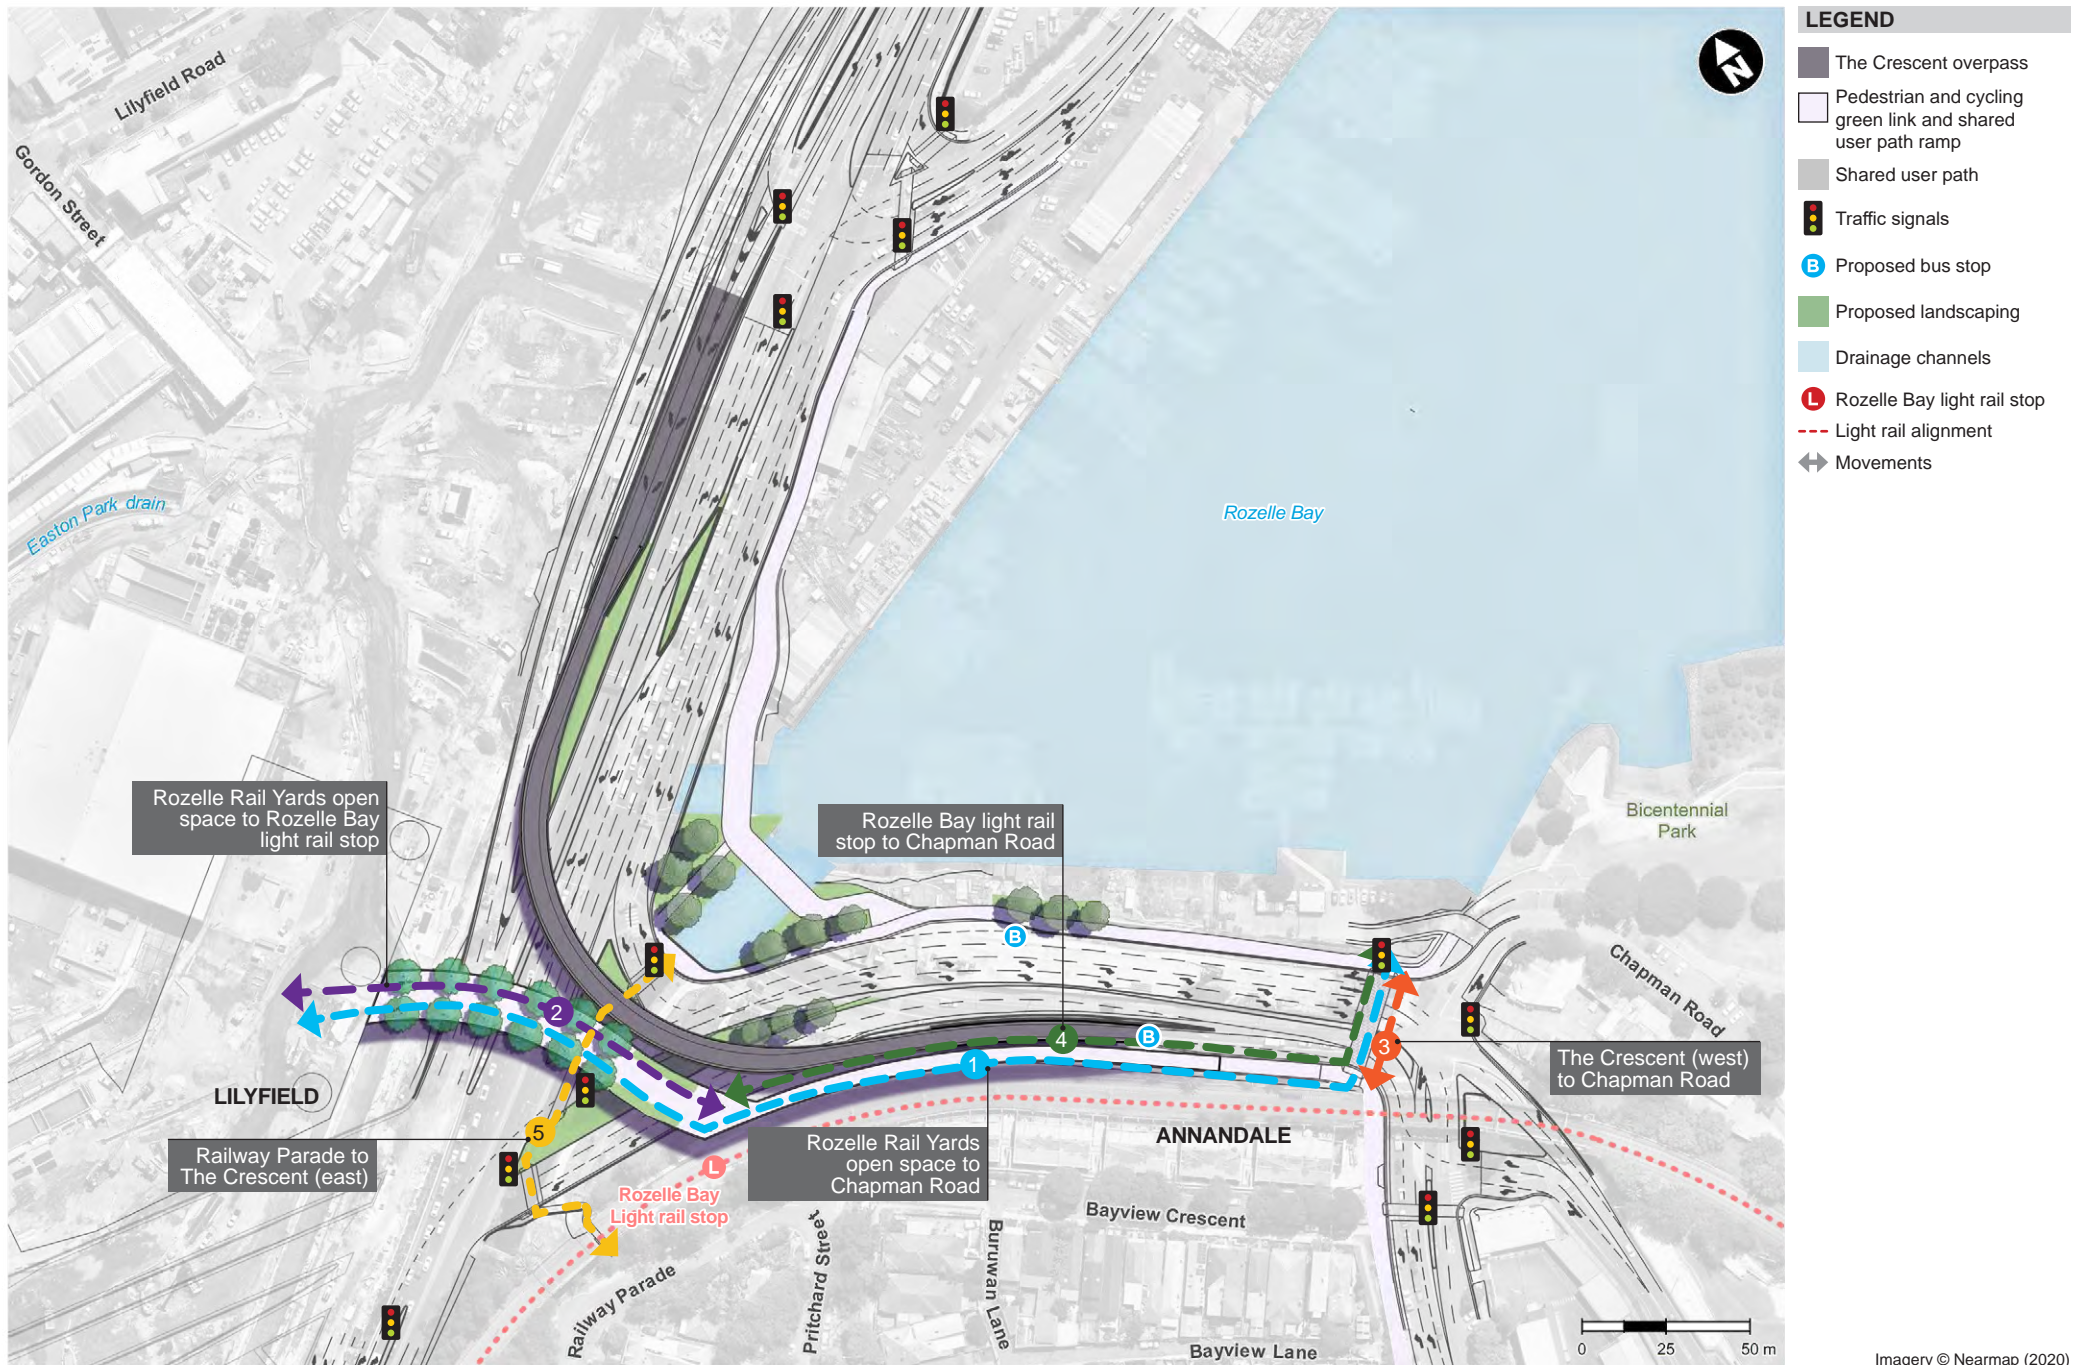 LEGEND
The Crescent overpass
Pedestrian and cycling
green link and shared
user path ramp
Shared user path
Traffic signals
B Proposed bus stop
Proposed landscaping
Drainage channels
L Rozelle Bay light rail stop
Light rail alignment
Movements
N
Lilyfield Road
Gordon Street
Easton Park drain
Rozelle Bay
Rozelle Rail Yards open
space to Rozelle Bay
light rail stop
Rozelle Bay light rail
stop to Chapman Road
Bicentennial
Park
B
Chapman Road
2
4
B
3
1
The Crescent (west)
to Chapman Road
LILYFIELD
5
ANNANDALE
Railway Parade to
The Crescent (east)
Rozelle Rail Yards
open space to
Chapman Road
L
Rozelle Bay
Light rail stop
Bayview Crescent
Pritchard Street
Buruwan Lane
Railway Parade
Bayview Lane
0 25 50 m
Imagery © Nearmap (2020)